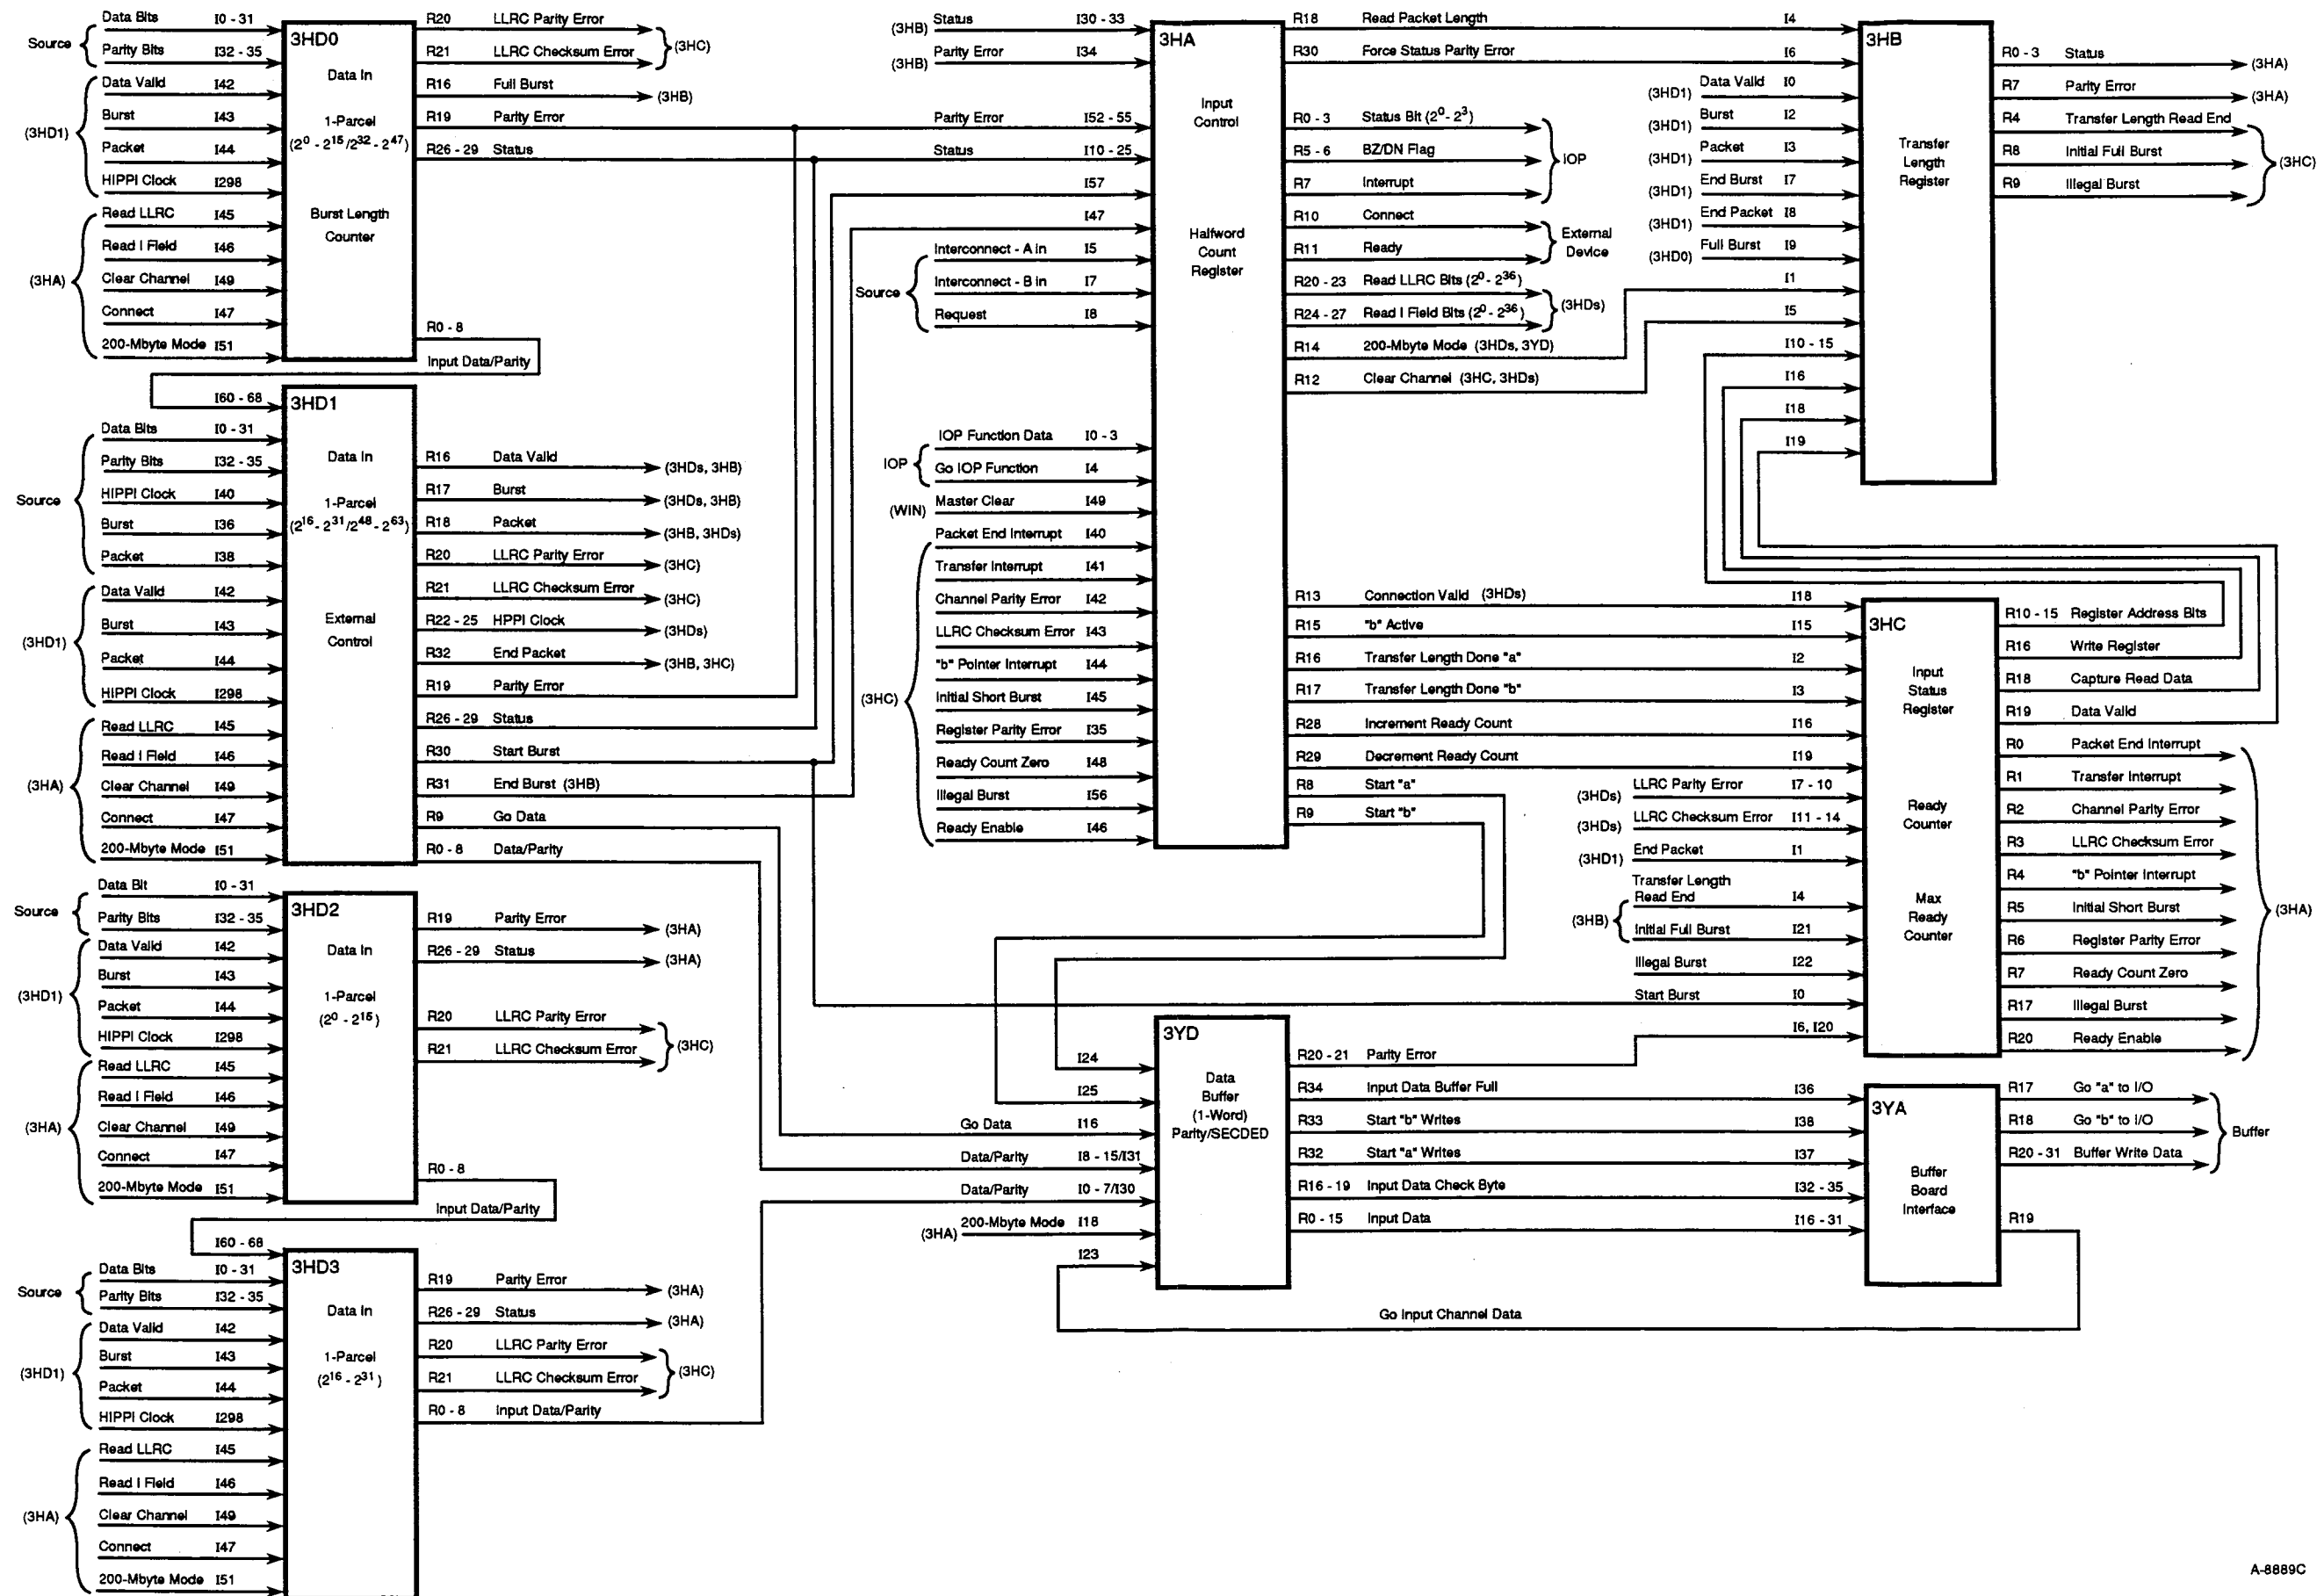 Data Bits I0 - 31
Source
Parity Bits I32 - 35
Data Valid I42
Burst I43
(3HD1)
Packet I44
HIPPI Clock I298
Read LLRC I45
Read I Field I46
(3HA)
Clear Channel I49
Connect I47
200-Mbyte Mode I51
3HD0
Data In
1-Parcel
(2^0 - 2^15/2^32 - 2^47)
Burst Length
Counter
R20 LLRC Parity Error
R21 LLRC Checksum Error
(3HC)
R16 Full Burst (3HB)
R19 Parity Error
R26 - 29 Status
R0 - 8
Input Data/Parity
I60 - 68
3HD1
Data In
1-Parcel
(2^16 - 2^31/2^48 - 2^63)
External
Control
Data Bits I0 - 31
Parity Bits I32 - 35
Source
HIPPI Clock I40
Burst I36
Packet I38
Data Valid I42
Burst I43
(3HD1)
Packet I44
HIPPI Clock I298
Read LLRC I45
Read I Field I46
(3HA)
Clear Channel I49
Connect I47
200-Mbyte Mode I51
R16 Data Valid (3HDs, 3HB)
R17 Burst (3HDs, 3HB)
R18 Packet (3HB, 3HDs)
R20 LLRC Parity Error (3HC)
R21 LLRC Checksum Error (3HC)
R22 - 25 HPPI Clock (3HDs)
R32 End Packet (3HB, 3HC)
R19 Parity Error
R26 - 29 Status
R30 Start Burst
R31 End Burst (3HB)
R9 Go Data
R0 - 8 Data/Parity
Data Bit I0 - 31
Source
Parity Bits I32 - 35
Data Valid I42
Burst I43
(3HD1)
Packet I44
HIPPI Clock I298
Read LLRC I45
Read I Field I46
(3HA)
Clear Channel I49
Connect I47
200-Mbyte Mode I51
3HD2
Data In
1-Parcel
(2^0 - 2^15)
R19 Parity Error (3HA)
R26 - 29 Status (3HA)
R20 LLRC Parity Error
R21 LLRC Checksum Error
(3HC)
R0 - 8
Input Data/Parity
I60 - 68
3HD3
Data In
1-Parcel
(2^16 - 2^31)
Data Bits I0 - 31
Source
Parity Bits I32 - 35
Data Valid I42
Burst I43
(3HD1)
Packet I44
HIPPI Clock I298
Read LLRC I45
Read I Field I46
(3HA)
Clear Channel I49
Connect I47
200-Mbyte Mode I51
R19 Parity Error (3HA)
R26 - 29 Status (3HA)
R20 LLRC Parity Error
R21 LLRC Checksum Error
(3HC)
R0 - 8 Input Data/Parity
(3HB) Status I30 - 33
(3HB) Parity Error I34
Parity Error I52 - 55
Status I10 - 25
I57
I47
Interconnect - A in I5
Source
Interconnect - B in I7
Request I8
IOP Function Data I0 - 3
IOP
Go IOP Function I4
(WIN) Master Clear I49
Packet End Interrupt I40
Transfer Interrupt I41
Channel Parity Error I42
LLRC Checksum Error I43
"b" Pointer Interrupt I44
(3HC)
Initial Short Burst I45
Register Parity Error I35
Ready Count Zero I48
Illegal Burst I56
Ready Enable I46
3HA
Input
Control
Halfword
Count
Register
R18 Read Packet Length I4
R30 Force Status Parity Error I6
R0 - 3 Status Bit (2^0 - 2^3)
R5 - 6 BZ/DN Flag
IOP
R7 Interrupt
R10 Connect
R11 Ready
External
Device
R20 - 23 Read LLRC Bits (2^0 - 2^36)
R24 - 27 Read I Field Bits (2^0 - 2^36)
(3HDs)
R14 200-Mbyte Mode (3HDs, 3YD)
R12 Clear Channel (3HC, 3HDs)
R13 Connection Valid (3HDs) I18
R15 "b" Active I15
R16 Transfer Length Done "a" I2
R17 Transfer Length Done "b" I3
R28 Increment Ready Count I16
R29 Decrement Ready Count I19
R8 Start "a"
R9 Start "b"
(3HD1) Data Valid I0
(3HD1) Burst I2
(3HD1) Packet I3
(3HD1) End Burst I7
(3HD1) End Packet I8
(3HD0) Full Burst I9
I1
I5
I10 - 15
I16
I18
I19
3HB
Transfer
Length
Register
R0 - 3 Status (3HA)
R7 Parity Error (3HA)
R4 Transfer Length Read End
R8 Initial Full Burst
(3HC)
R9 Illegal Burst
(3HDs) LLRC Parity Error I7 - 10
(3HDs) LLRC Checksum Error I11 - 14
(3HD1) End Packet I1
Transfer Length
Read End I4
(3HB)
Initial Full Burst I21
Illegal Burst I22
Start Burst I0
I6, I20
3HC
Input
Status
Register
Ready
Counter
Max
Ready
Counter
R10 - 15 Register Address Bits
R16 Write Register
R18 Capture Read Data
R19 Data Valid
R0 Packet End Interrupt
R1 Transfer Interrupt
R2 Channel Parity Error
R3 LLRC Checksum Error
R4 "b" Pointer Interrupt
R5 Initial Short Burst
(3HA)
R6 Register Parity Error
R7 Ready Count Zero
R17 Illegal Burst
R20 Ready Enable
I24
I25
Go Data I16
Data/Parity I8 - 15/I31
Data/Parity I0 - 7/I30
(3HA) 200-Mbyte Mode I18
I23
3YD
Data
Buffer
(1-Word)
Parity/SECDED
R20 - 21 Parity Error
R34 Input Data Buffer Full I36
R33 Start "b" Writes I38
R32 Start "a" Writes I37
R16 - 19 Input Data Check Byte I32 - 35
R0 - 15 Input Data I16 - 31
Go Input Channel Data
3YA
Buffer
Board
Interface
R17 Go "a" to I/O
R18 Go "b" to I/O
Buffer
R20 - 31 Buffer Write Data
R19
A-8889C